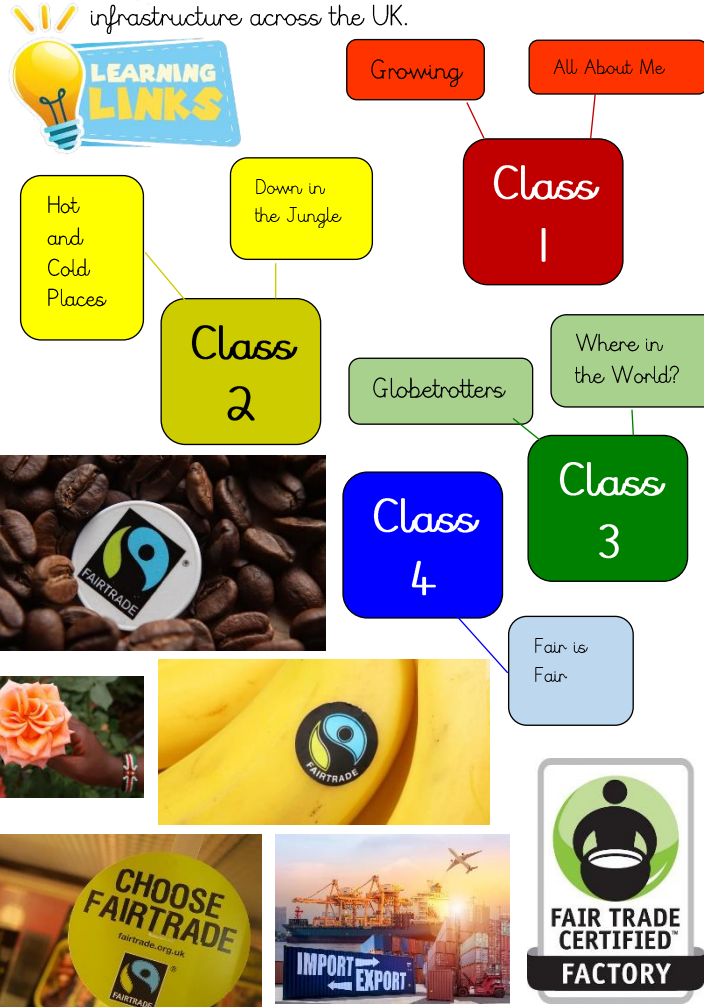 infrastructure across the UK.
LEARNING
LINKS
Growing
All About Me
Class
1
Hot
and
Cold
Places
Down in
the Jungle
Class
2
Globetrotters
Where in
the World?
Class
3
Class
4
Fair is
Fair
FAIRTRADE
®
FAIRTRADE
CHOOSE
FAIRTRADE
fairtrade.org.uk
®
FAIRTRADE
IMPORT
EXPORT
FAIR TRADE
CERTIFIED™
FACTORY